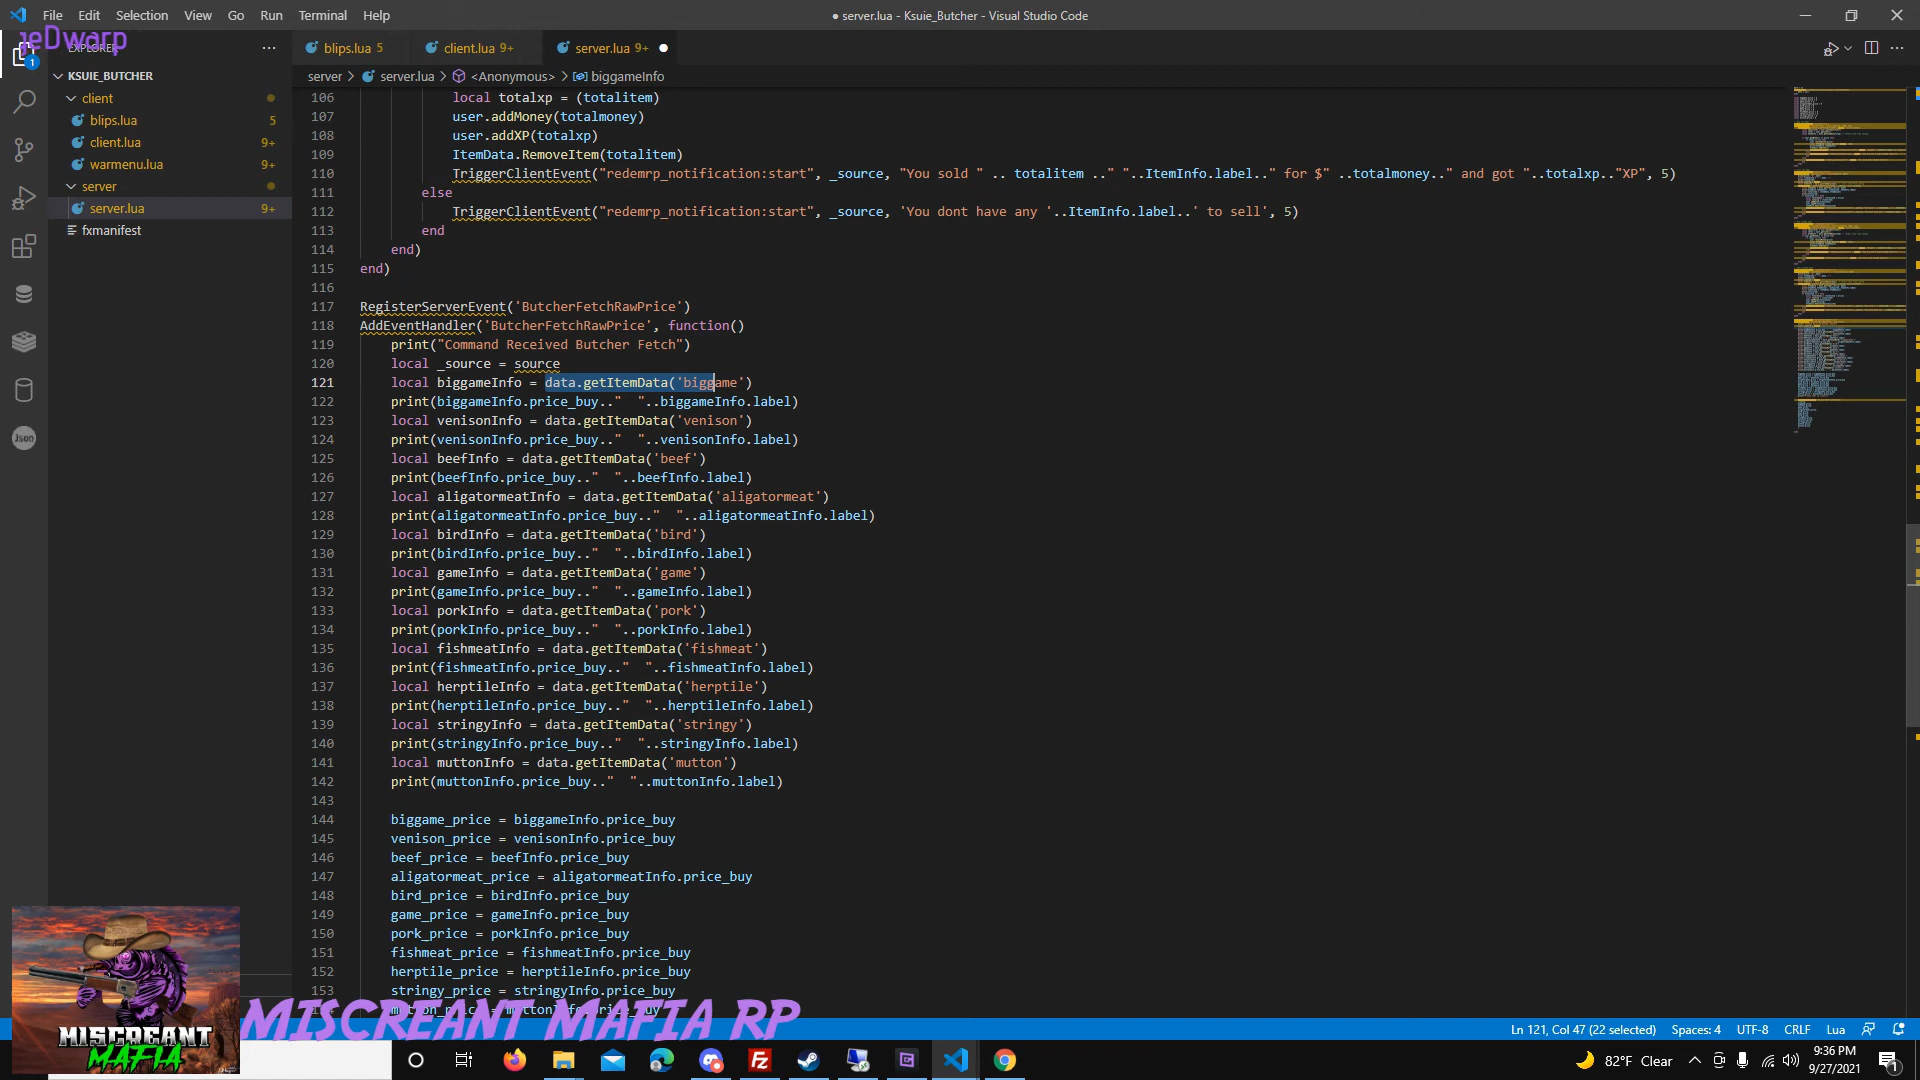 File Edit Selection View Go Run Terminal Help
● server.lua - Ksuie_Butcher - Visual Studio Code
jeDwarp
EXPLORER
1
KSUIE_BUTCHER
client
blips.lua 5
client.lua 9+
warmenu.lua 9+
server
server.lua 9+
fxmanifest
Json
blips.lua 5 client.lua 9+ server.lua 9+ ●
server > server.lua > <Anonymous> > biggameInfo
106 local totalxp = (totalitem)
107 user.addMoney(totalmoney)
108 user.addXP(totalxp)
109 ItemData.RemoveItem(totalitem)
110 TriggerClientEvent("redemrp_notification:start", _source, "You sold " .. totalitem .." "..ItemInfo.label.." for $" ..totalmoney.." and got "..totalxp.."XP", 5)
111 else
112 TriggerClientEvent("redemrp_notification:start", _source, 'You dont have any '..ItemInfo.label..' to sell', 5)
113 end
114 end)
115 end)
116
117 RegisterServerEvent('ButcherFetchRawPrice')
118 AddEventHandler('ButcherFetchRawPrice', function()
119 print("Command Received Butcher Fetch")
120 local _source = source
121 local biggameInfo = data.getItemData('biggame')
122 print(biggameInfo.price_buy.."  "..biggameInfo.label)
123 local venisonInfo = data.getItemData('venison')
124 print(venisonInfo.price_buy.."  "..venisonInfo.label)
125 local beefInfo = data.getItemData('beef')
126 print(beefInfo.price_buy.."  "..beefInfo.label)
127 local aligatormeatInfo = data.getItemData('aligatormeat')
128 print(aligatormeatInfo.price_buy.."  "..aligatormeatInfo.label)
129 local birdInfo = data.getItemData('bird')
130 print(birdInfo.price_buy.."  "..birdInfo.label)
131 local gameInfo = data.getItemData('game')
132 print(gameInfo.price_buy.."  "..gameInfo.label)
133 local porkInfo = data.getItemData('pork')
134 print(porkInfo.price_buy.."  "..porkInfo.label)
135 local fishmeatInfo = data.getItemData('fishmeat')
136 print(fishmeatInfo.price_buy.."  "..fishmeatInfo.label)
137 local herptileInfo = data.getItemData('herptile')
138 print(herptileInfo.price_buy.."  "..herptileInfo.label)
139 local stringyInfo = data.getItemData('stringy')
140 print(stringyInfo.price_buy.."  "..stringyInfo.label)
141 local muttonInfo = data.getItemData('mutton')
142 print(muttonInfo.price_buy.."  "..muttonInfo.label)
143
144 biggame_price = biggameInfo.price_buy
145 venison_price = venisonInfo.price_buy
146 beef_price = beefInfo.price_buy
147 aligatormeat_price = aligatormeatInfo.price_buy
148 bird_price = birdInfo.price_buy
149 game_price = gameInfo.price_buy
150 pork_price = porkInfo.price_buy
151 fishmeat_price = fishmeatInfo.price_buy
152 herptile_price = herptileInfo.price_buy
153 stringy_price = stringyInfo.price_buy
MISCREANT MAFIA RP
MISCREANT
MAFIA
Ln 121, Col 47 (22 selected) Spaces: 4 UTF-8 CRLF Lua
82°F Clear
9:36 PM
9/27/2021
1